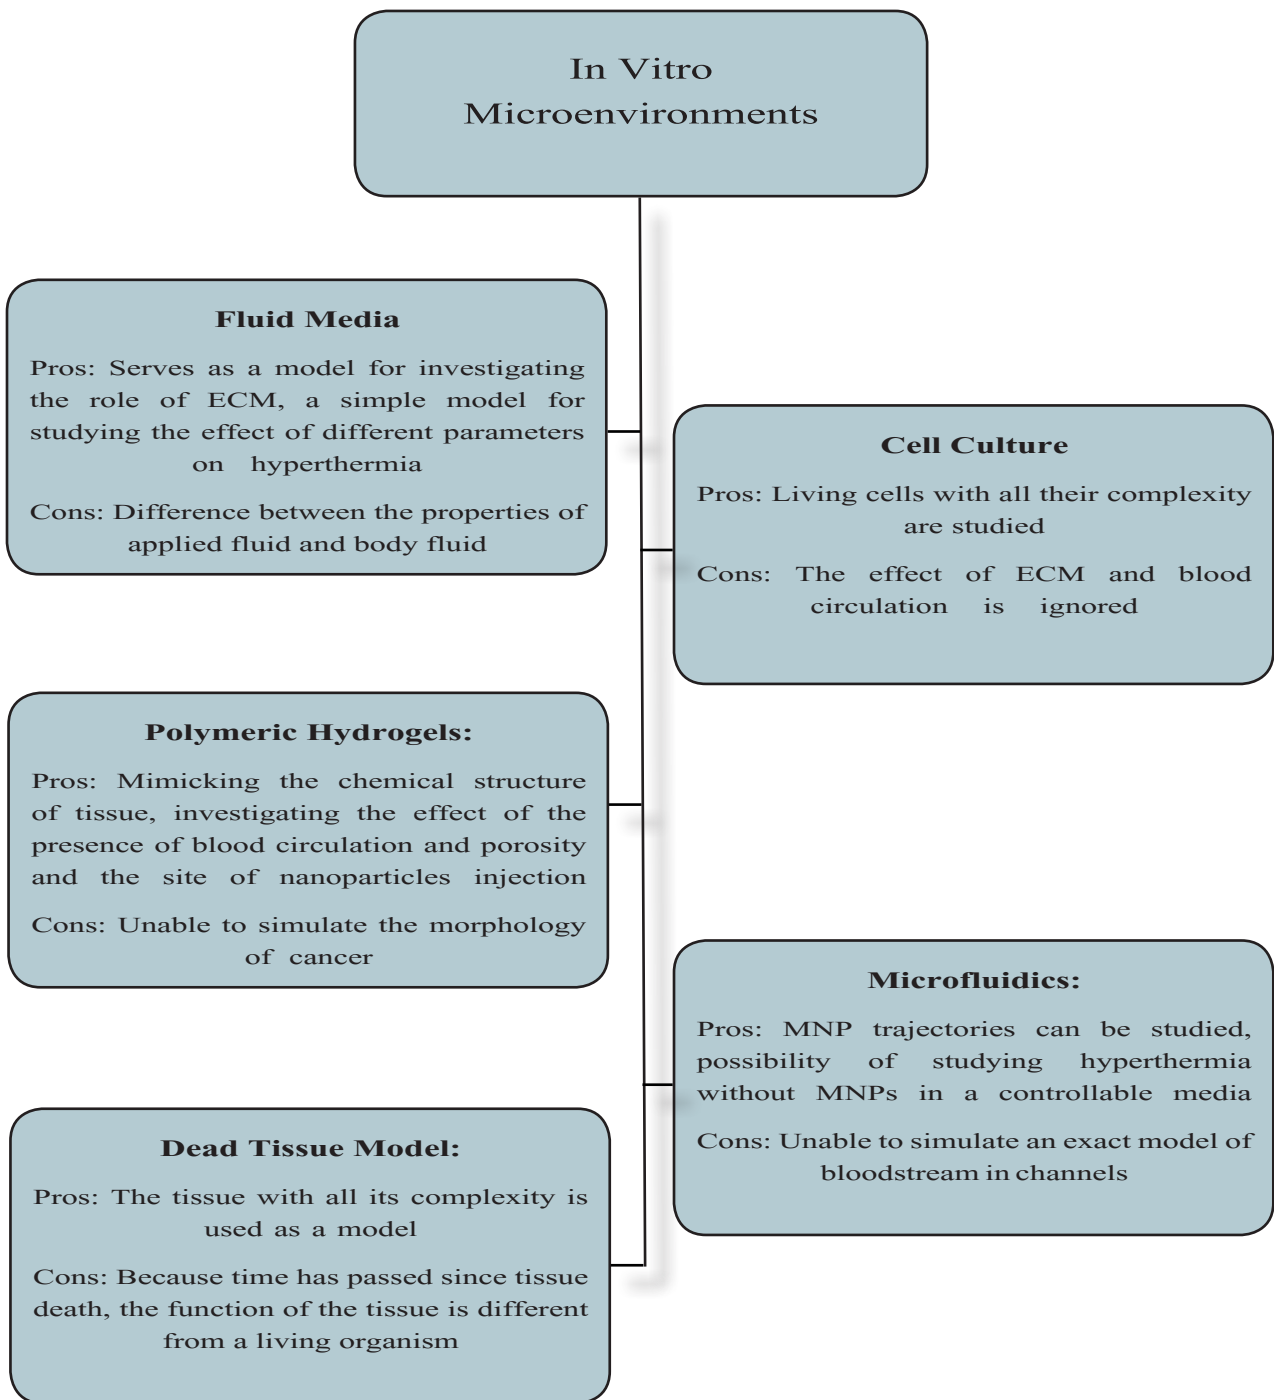 In Vitro
Microenvironments
Fluid Media
Pros: Serves as a model for investigating
the role of ECM, a simple model for
studying the effect of different parameters
on hyperthermia
Cons: Difference between the properties of
applied fluid and body fluid
Cell Culture
Pros: Living cells with all their complexity
are studied
Cons: The effect of ECM and blood
circulation is ignored
Polymeric Hydrogels:
Pros: Mimicking the chemical structure
of tissue, investigating the effect of the
presence of blood circulation and porosity
and the site of nanoparticles injection
Cons: Unable to simulate the morphology
of cancer
Microfluidics:
Pros: MNP trajectories can be studied,
possibility of studying hyperthermia
without MNPs in a controllable media
Cons: Unable to simulate an exact model of
bloodstream in channels
Dead Tissue Model:
Pros: The tissue with all its complexity is
used as a model
Cons: Because time has passed since tissue
death, the function of the tissue is different
from a living organism